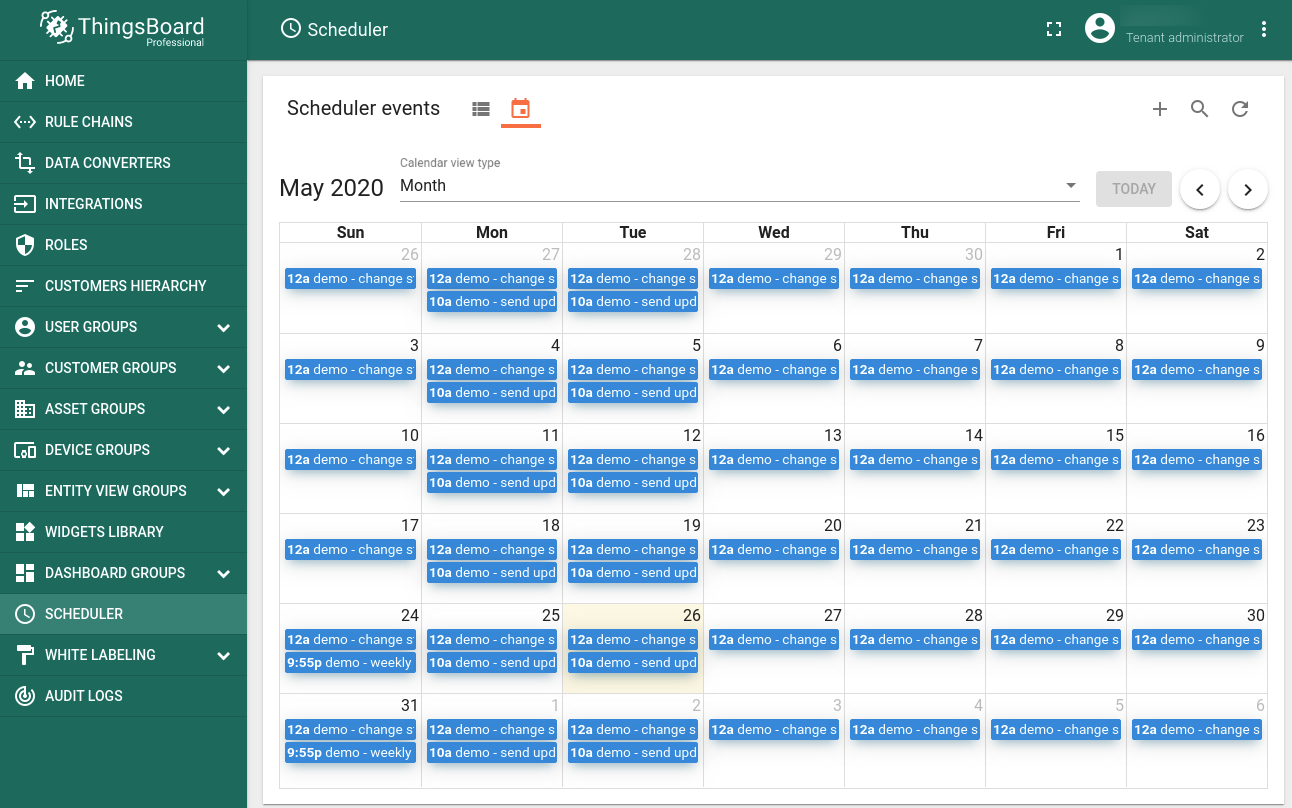 ThingsBoard
Professional
Scheduler
Tenant administrator
HOME
RULE CHAINS
DATA CONVERTERS
INTEGRATIONS
ROLES
CUSTOMERS HIERARCHY
USER GROUPS
CUSTOMER GROUPS
ASSET GROUPS
DEVICE GROUPS
ENTITY VIEW GROUPS
WIDGETS LIBRARY
DASHBOARD GROUPS
SCHEDULER
WHITE LABELING
AUDIT LOGS
Scheduler events
Calendar view type
May 2020 Month TODAY
Sun Mon Tue Wed Thu Fri Sat
26 27 28 29 30 1 2
12a demo - change s 12a demo - change s 12a demo - change s 12a demo - change s 12a demo - change s 12a demo - change s 12a demo - change s
10a demo - send upd 10a demo - send upd
3 4 5 6 7 8 9
12a demo - change s 12a demo - change s 12a demo - change s 12a demo - change s 12a demo - change s 12a demo - change s 12a demo - change s
10a demo - send upd 10a demo - send upd
10 11 12 13 14 15 16
12a demo - change s 12a demo - change s 12a demo - change s 12a demo - change s 12a demo - change s 12a demo - change s 12a demo - change s
10a demo - send upd 10a demo - send upd
17 18 19 20 21 22 23
12a demo - change s 12a demo - change s 12a demo - change s 12a demo - change s 12a demo - change s 12a demo - change s 12a demo - change s
10a demo - send upd 10a demo - send upd
24 25 26 27 28 29 30
12a demo - change s 12a demo - change s 12a demo - change s 12a demo - change s 12a demo - change s 12a demo - change s 12a demo - change s
9:55p demo - weekly 10a demo - send upd 10a demo - send upd
31 1 2 3 4 5 6
12a demo - change s 12a demo - change s 12a demo - change s 12a demo - change s 12a demo - change s 12a demo - change s 12a demo - change s
9:55p demo - weekly 10a demo - send upd 10a demo - send upd